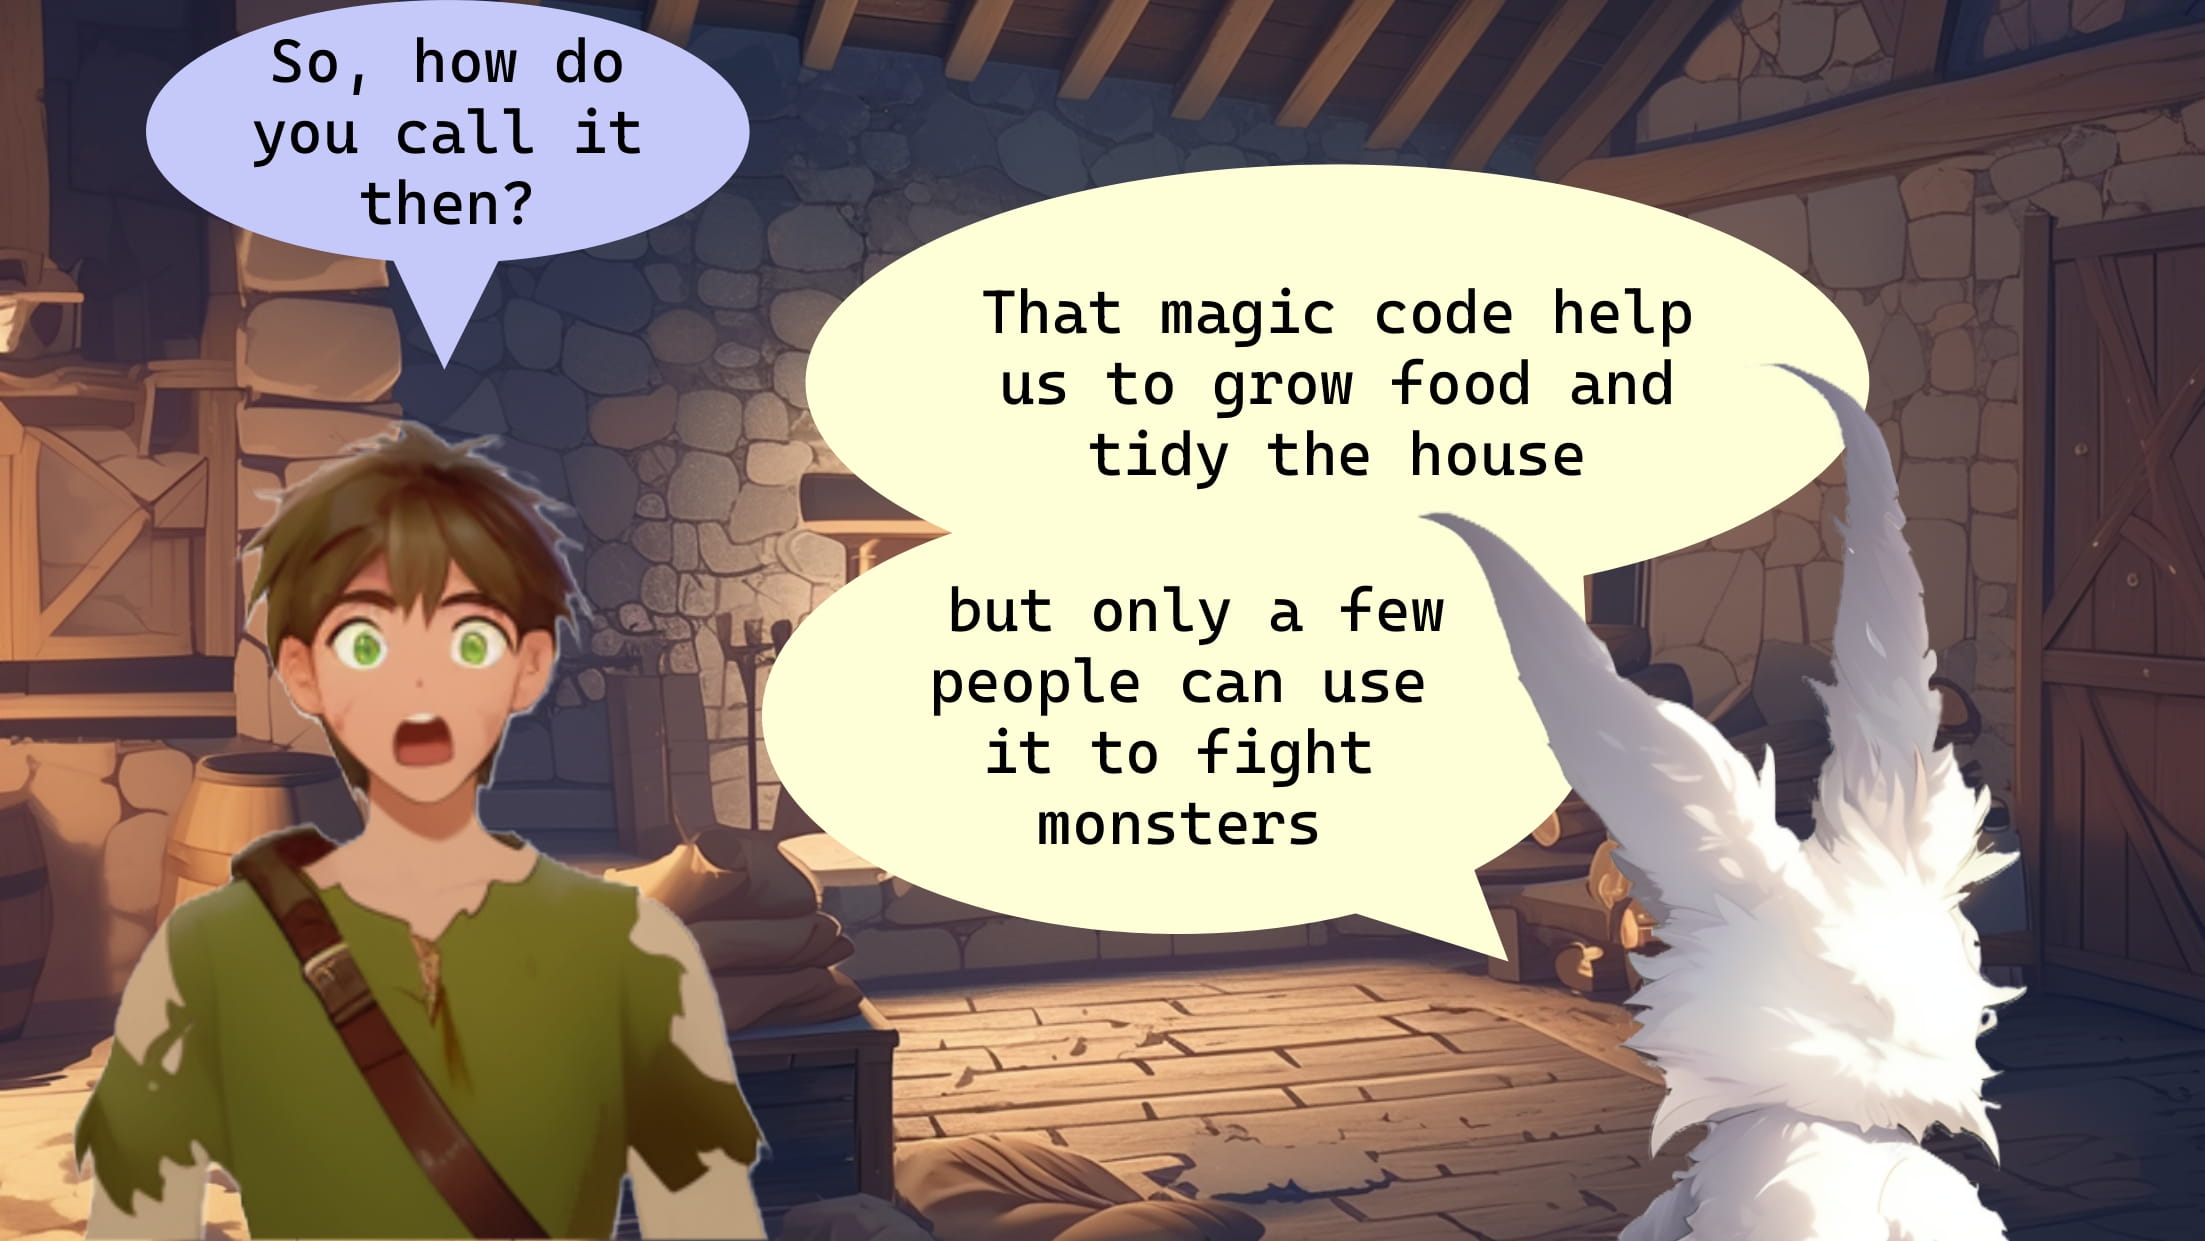 So, how do
you call it
then?
That magic code help
us to grow food and
tidy the house
but only a few
people can use
it to fight
monsters